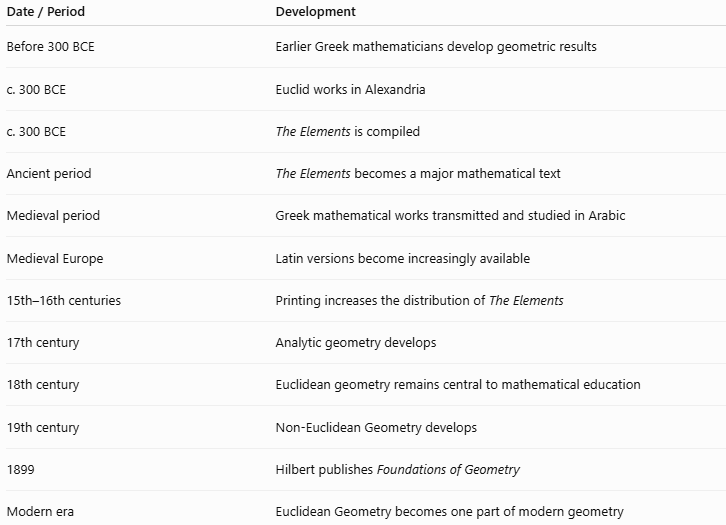 Date / Period Development
Before 300 BCE Earlier Greek mathematicians develop geometric results
c. 300 BCE Euclid works in Alexandria
c. 300 BCE The Elements is compiled
Ancient period The Elements becomes a major mathematical text
Medieval period Greek mathematical works transmitted and studied in Arabic
Medieval Europe Latin versions become increasingly available
15th–16th centuries Printing increases the distribution of The Elements
17th century Analytic geometry develops
18th century Euclidean geometry remains central to mathematical education
19th century Non-Euclidean Geometry develops
1899 Hilbert publishes Foundations of Geometry
Modern era Euclidean Geometry becomes one part of modern geometry